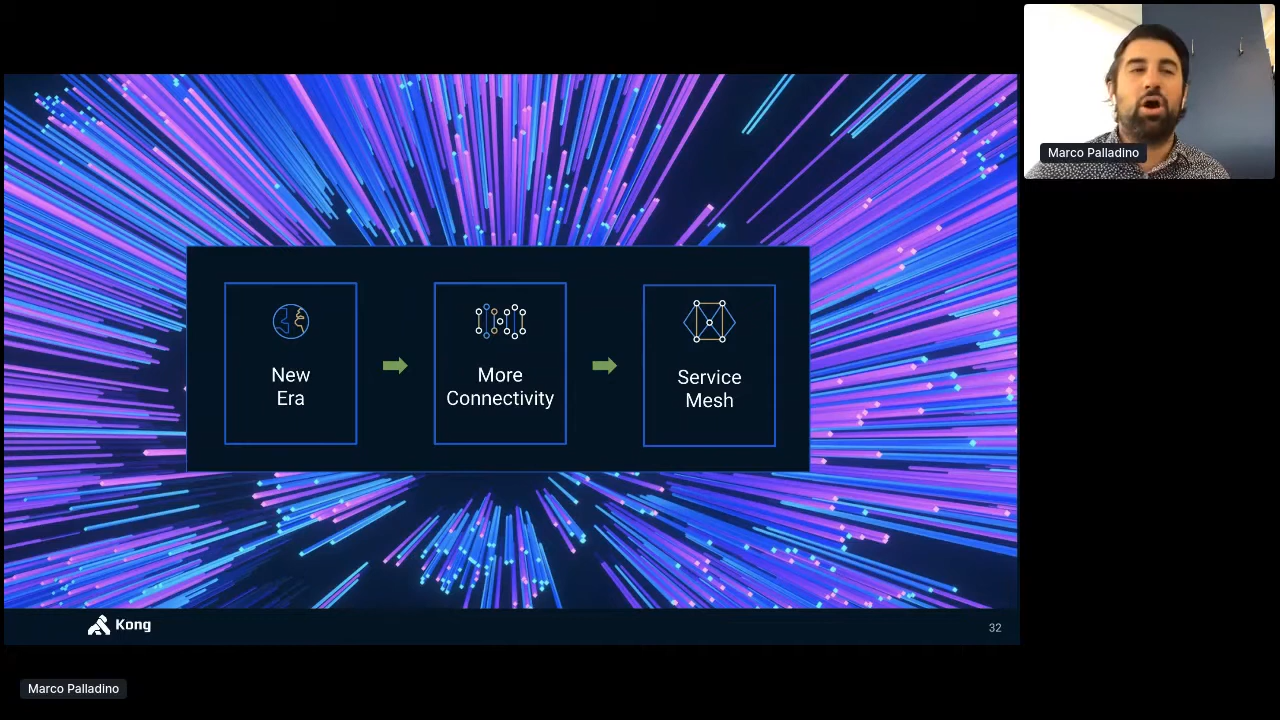 Marco Palladino
New
Era
More
Connectivity
Service
Mesh
Kong
32
Marco Palladino